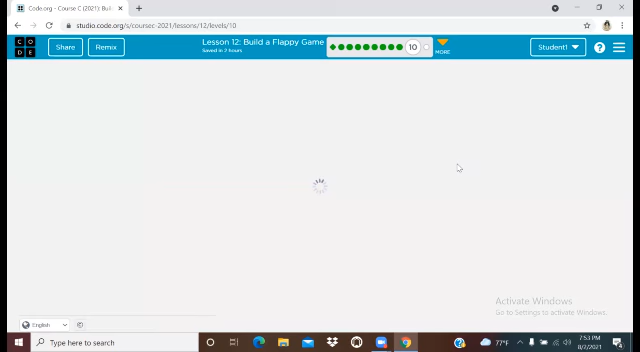 Code.org - Course C (2021): Buil
studio.code.org/s/coursec-2021/lessons/12/levels/10
C O
D E
Share
Remix
Lesson 12: Build a Flappy Game
Saved in 2 hours
10
MORE
Student1
?
Activate Windows
Go to Settings to activate Windows.
English
Type here to search
77°F
7:53 PM
8/2/2021